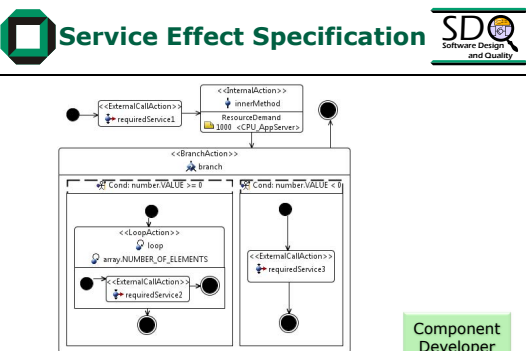 Service Effect Specification
SDQ
Software Design
and Quality
<<InternalAction>>
innerMethod
ResourceDemand
1000 <CPU_AppServer>
<<ExternalCallAction>>
requiredService1
<<BranchAction>>
branch
Cond: number.VALUE >= 0
Cond: number.VALUE < 0
<<LoopAction>>
loop
array.NUMBER_OF_ELEMENTS
<<ExternalCallAction>>
requiredService2
<<ExternalCallAction>>
requiredService3
Component
Developer